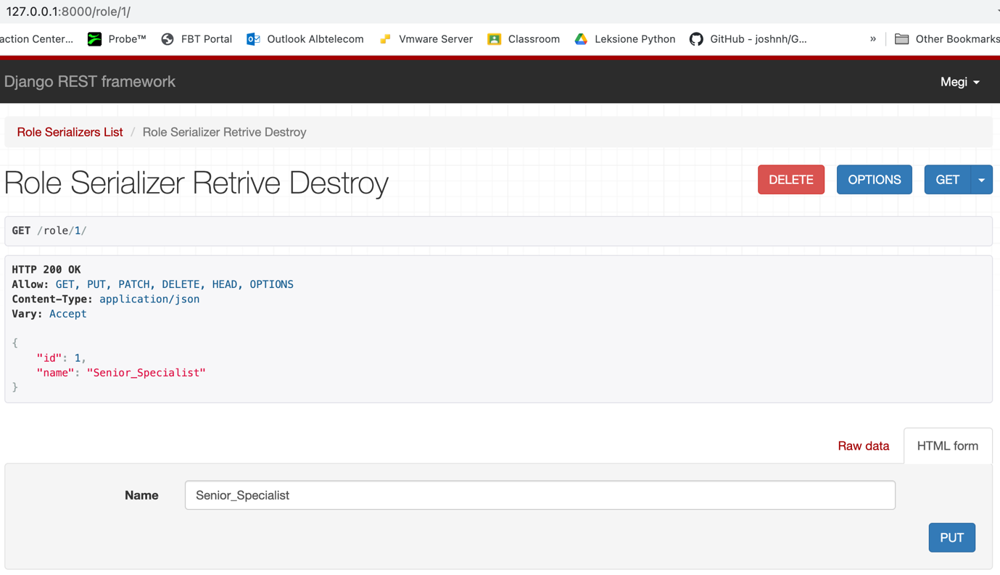 127.0.0.1:8000/role/1/
action Center... Probe™ FBT Portal Outlook Albtelecom Vmware Server Classroom Leksione Python GitHub - joshnh/G... » Other Bookmarks
Django REST framework Megi
Role Serializers List / Role Serializer Retrive Destroy
Role Serializer Retrive Destroy DELETE OPTIONS GET
GET /role/1/
HTTP 200 OK
Allow: GET, PUT, PATCH, DELETE, HEAD, OPTIONS
Content-Type: application/json
Vary: Accept
{
"id": 1,
"name": "Senior_Specialist"
}
Raw data HTML form
Name Senior_Specialist
PUT